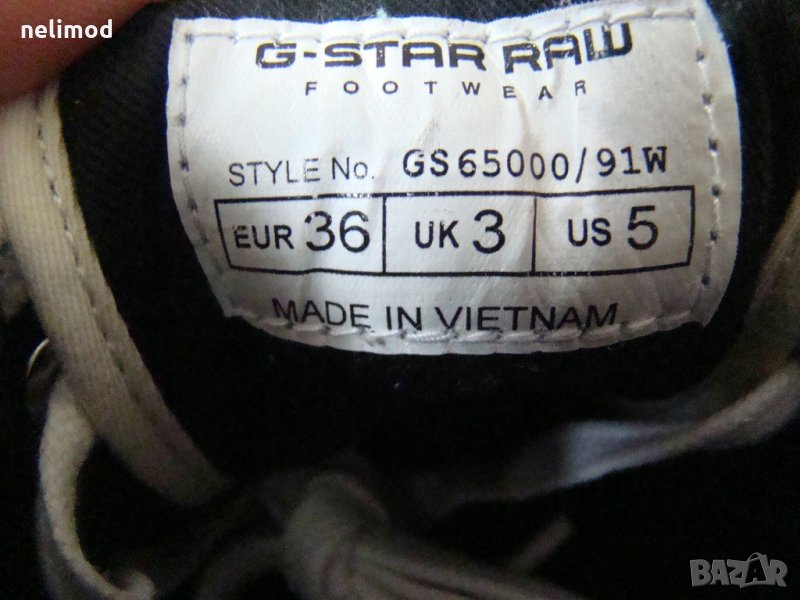 nelimod
G-STAR RAW
FOOTWEAR
STYLE No. GS65000/91W
EUR 36 UK 3 US 5
MADE IN VIETNAM
BAZAR